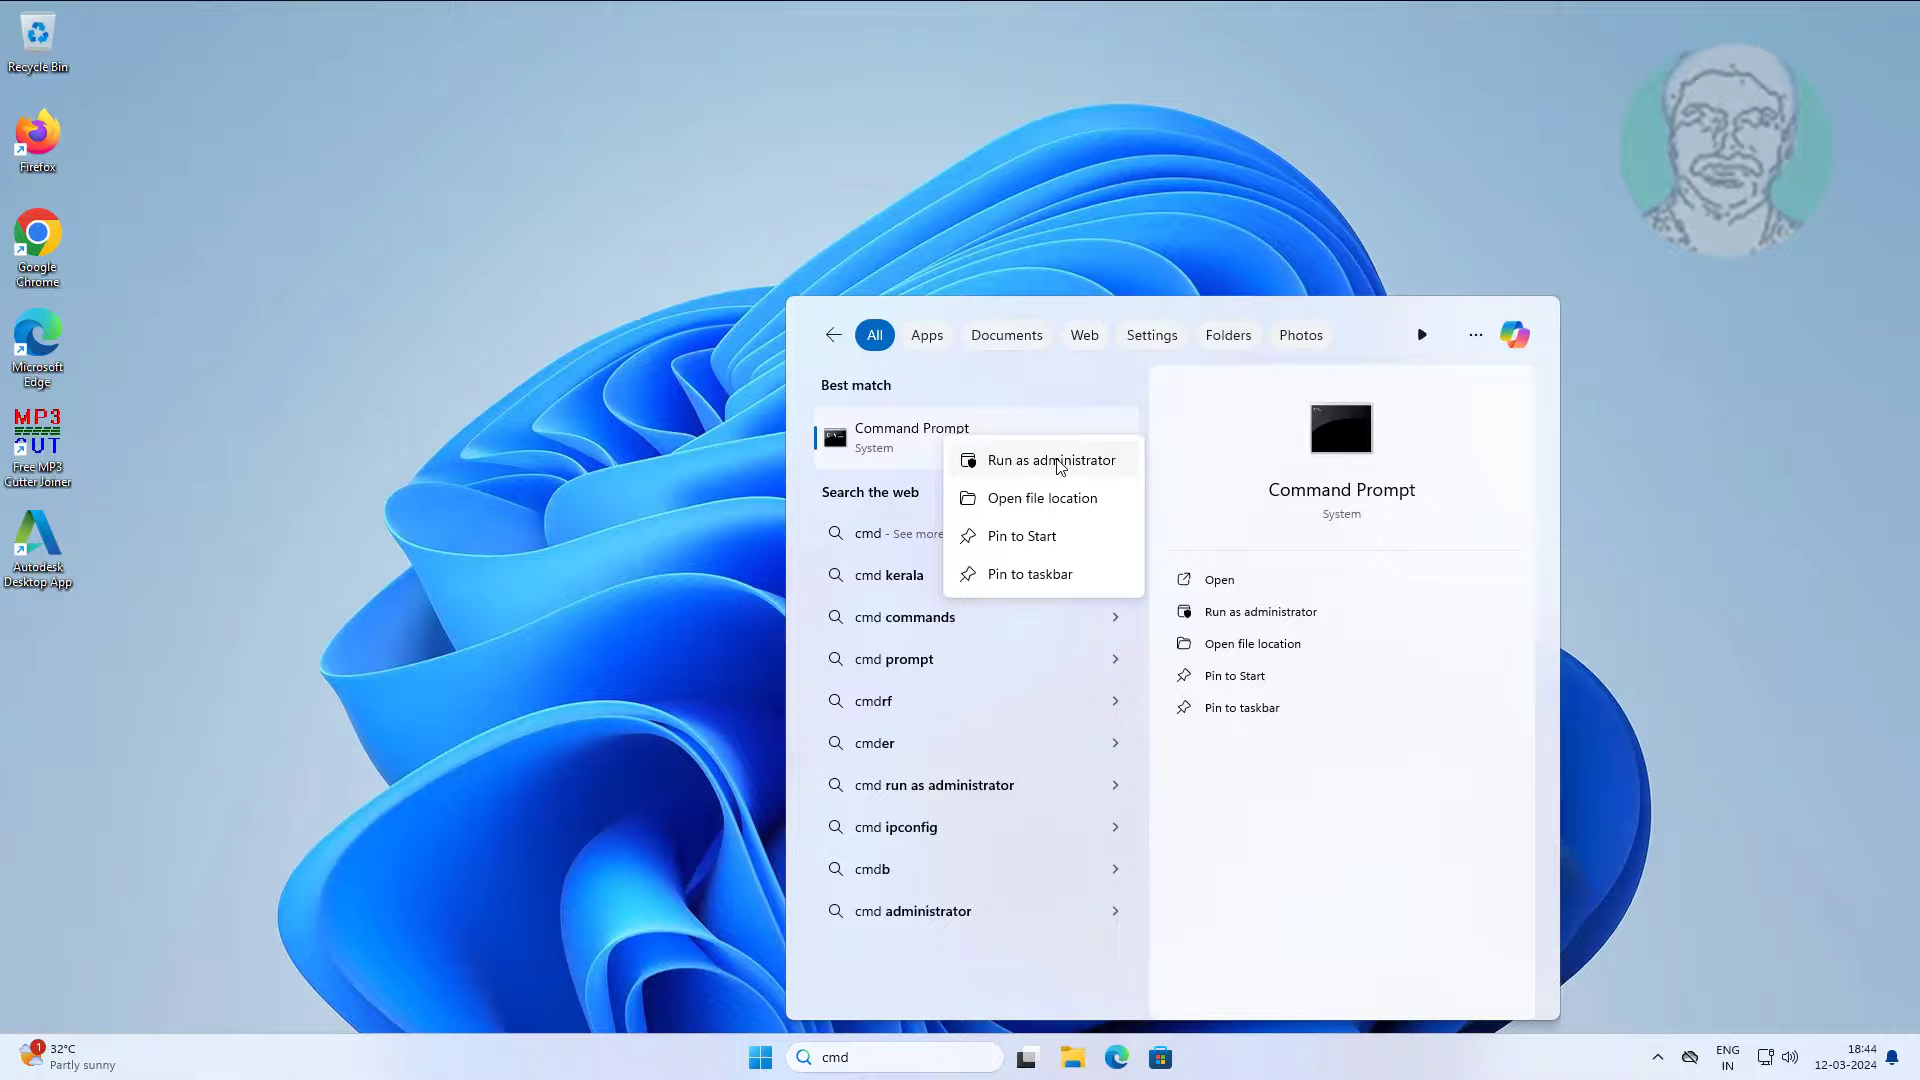 Recycle Bin
Firefox
Google
Chrome
Microsoft
Edge
MP3
CUT
Free MP3
Cutter Joiner
Autodesk
Desktop App
All
Apps
Documents
Web
Settings
Folders
Photos
Best match
Command Prompt
System
Search the web
cmd - See more
cmd kerala
cmd commands
cmd prompt
cmdrf
cmder
cmd run as administrator
cmd ipconfig
cmdb
cmd administrator
Run as administrator
Open file location
Pin to Start
Pin to taskbar
Command Prompt
System
Open
Run as administrator
Open file location
Pin to Start
Pin to taskbar
1
32°C
Partly sunny
cmd
ENG
IN
18:44
12-03-2024